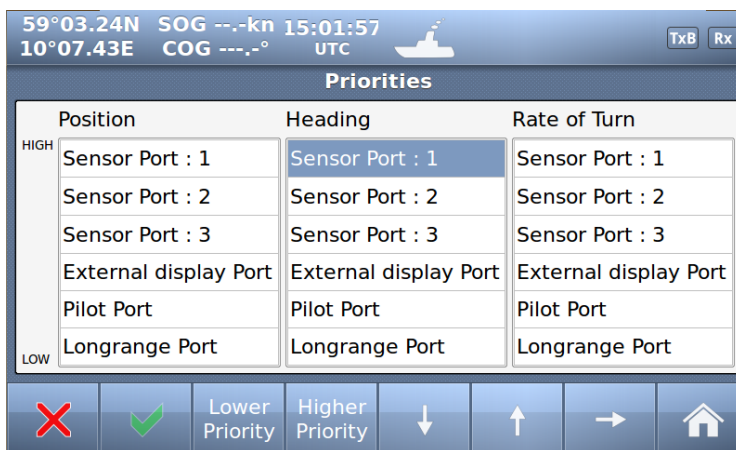 59°03.24N SOG --.-kn 15:01:57
10°07.43E COG ---.-° UTC
TxB Rx
Priorities
Position Heading Rate of Turn
HIGH
Sensor Port : 1 Sensor Port : 1 Sensor Port : 1
Sensor Port : 2 Sensor Port : 2 Sensor Port : 2
Sensor Port : 3 Sensor Port : 3 Sensor Port : 3
External display Port External display Port External display Port
Pilot Port Pilot Port Pilot Port
Longrange Port Longrange Port Longrange Port
LOW
Lower Higher
Priority Priority